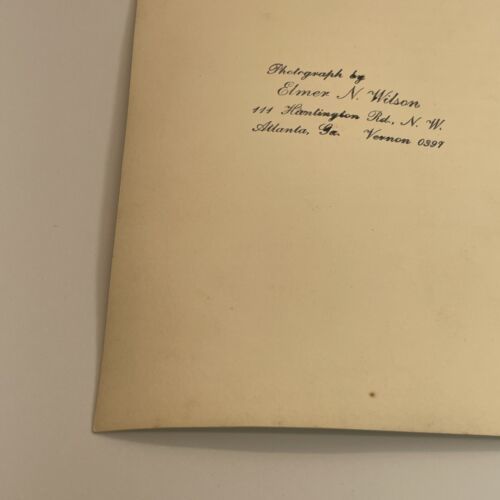 Photograph by
Elmer N. Wilson
111 Huntington Rd., N. W.
Atlanta, Ga. Vernon 0397